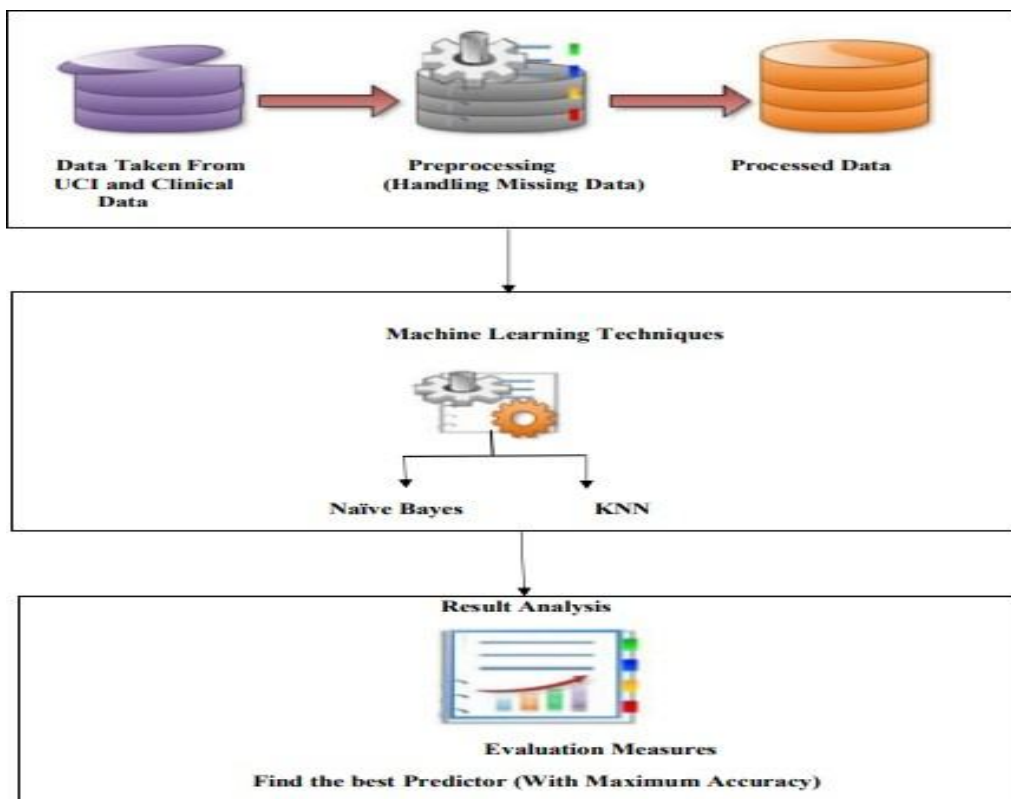 Data Taken From
UCI and Clinical
Data
Preprocessing
(Handling Missing Data)
Processed Data
Machine Learning Techniques
Naïve Bayes
KNN
Result Analysis
Evaluation Measures
Find the best Predictor (With Maximum Accuracy)